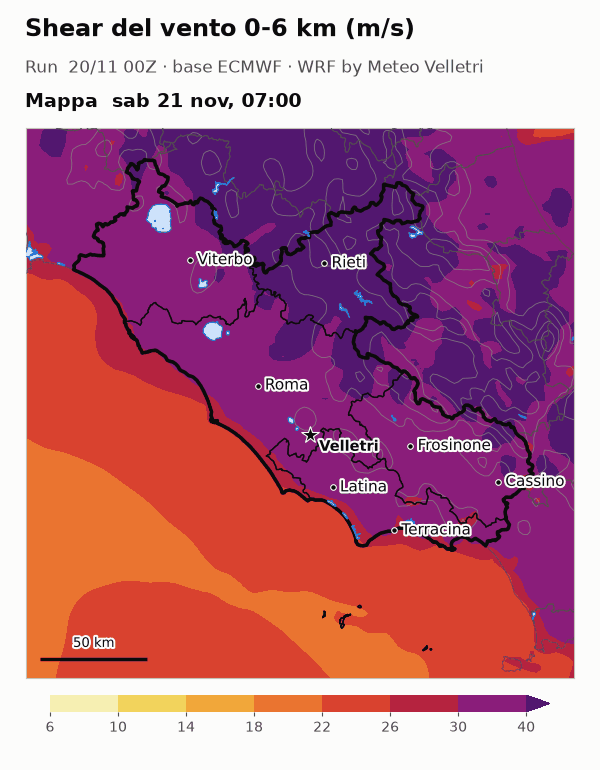 Shear del vento 0-6 km (m/s)
Run 20/11 00Z · base ECMWF · WRF by Meteo Velletri
Mappa sab 21 nov, 07:00
Viterbo
Rieti
Roma
Velletri
Frosinone
Latina
Cassino
Terracina
50 km
6 10 14 18 22 26 30 40